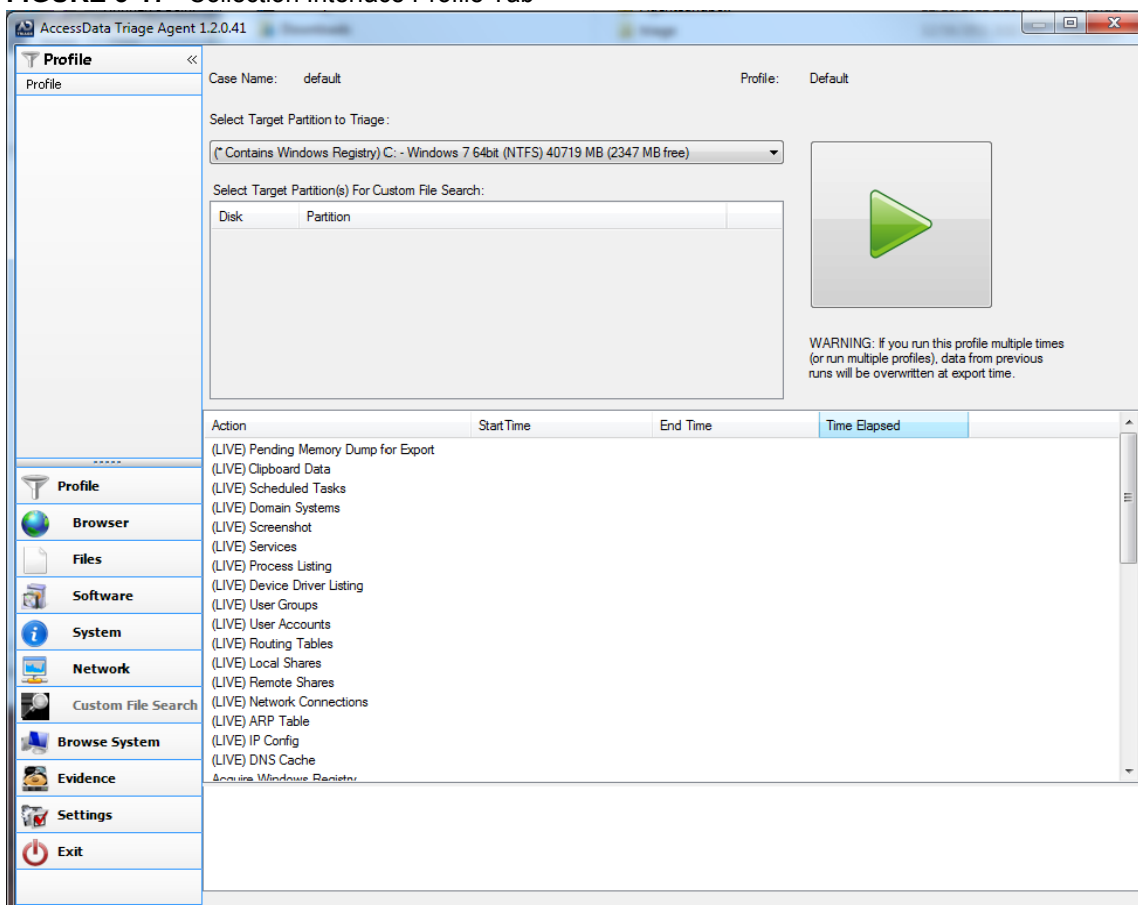 AccessData Triage Agent 1.2.0.41
Profile
Profile
Case Name: default
Profile: Default
Select Target Partition to Triage:
(* Contains Windows Registry) C: - Windows 7 64bit (NTFS) 40719 MB (2347 MB free)
Select Target Partition(s) For Custom File Search:
Disk Partition
WARNING: If you run this profile multiple times
(or run multiple profiles), data from previous
runs will be overwritten at export time.
Action StartTime End Time Time Elapsed
(LIVE) Pending Memory Dump for Export
(LIVE) Clipboard Data
(LIVE) Scheduled Tasks
(LIVE) Domain Systems
(LIVE) Screenshot
(LIVE) Services
(LIVE) Process Listing
(LIVE) Device Driver Listing
(LIVE) User Groups
(LIVE) User Accounts
(LIVE) Routing Tables
(LIVE) Local Shares
(LIVE) Remote Shares
(LIVE) Network Connections
(LIVE) ARP Table
(LIVE) IP Config
(LIVE) DNS Cache
Acquire Windows Registry
Profile
Browser
Files
Software
System
Network
Custom File Search
Browse System
Evidence
Settings
Exit